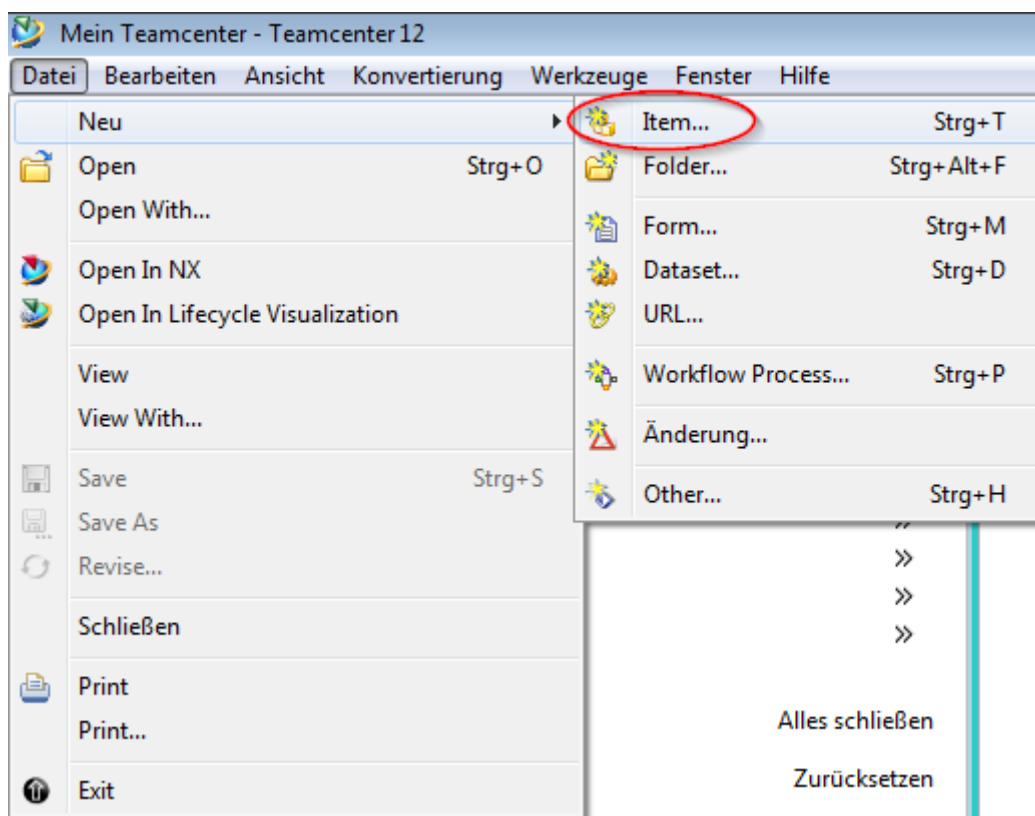 Mein Teamcenter - Teamcenter 12
Datei Bearbeiten Ansicht Konvertierung Werkzeuge Fenster Hilfe
Neu
Open Strg+O
Open With...
Open In NX
Open In Lifecycle Visualization
View
View With...
Save Strg+S
Save As
Revise...
Schließen
Print
Print...
Exit
Item... Strg+T
Folder... Strg+Alt+F
Form... Strg+M
Dataset... Strg+D
URL...
Workflow Process... Strg+P
Änderung...
Other... Strg+H
Alles schließen
Zurücksetzen